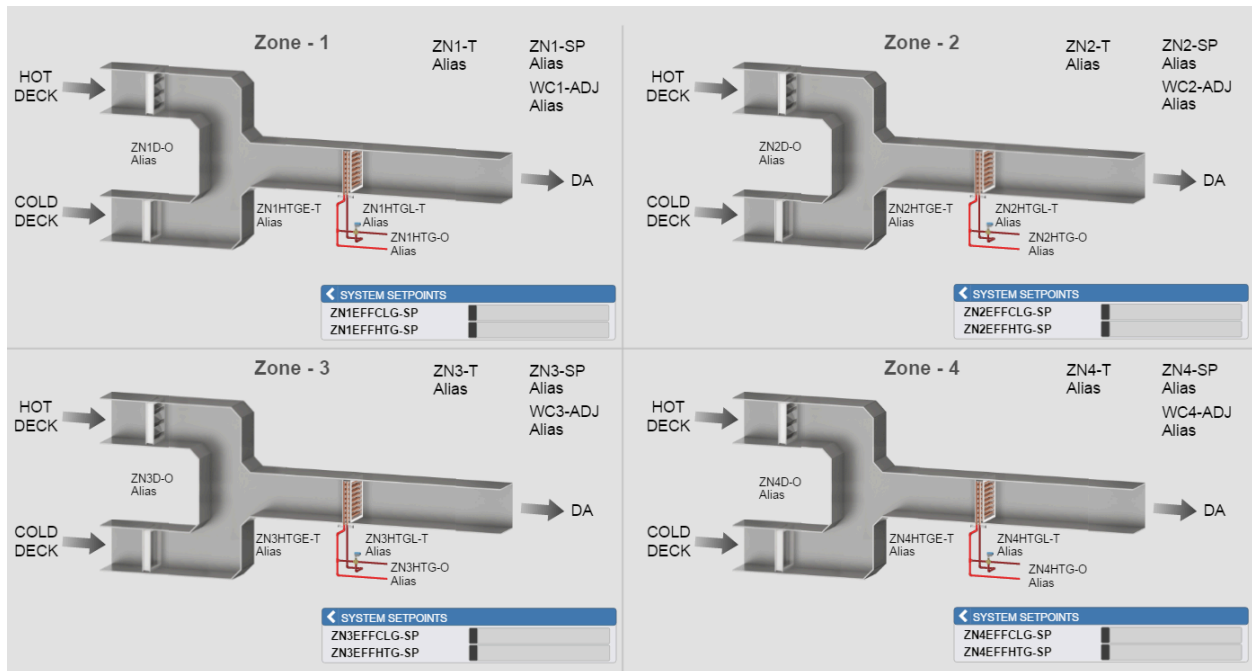 Zone - 1
ZN1-T
Alias
ZN1-SP
Alias
WC1-ADJ
Alias
HOT
DECK
ZN1D-O
Alias
COLD
DECK
DA
ZN1HTGE-T
Alias
ZN1HTGL-T
Alias
ZN1HTG-O
Alias
SYSTEM SETPOINTS
ZN1EFFCLG-SP
ZN1EFFHTG-SP
Zone - 2
ZN2-T
Alias
ZN2-SP
Alias
WC2-ADJ
Alias
HOT
DECK
ZN2D-O
Alias
COLD
DECK
DA
ZN2HTGE-T
Alias
ZN2HTGL-T
Alias
ZN2HTG-O
Alias
SYSTEM SETPOINTS
ZN2EFFCLG-SP
ZN2EFFHTG-SP
Zone - 3
ZN3-T
Alias
ZN3-SP
Alias
WC3-ADJ
Alias
HOT
DECK
ZN3D-O
Alias
COLD
DECK
DA
ZN3HTGE-T
Alias
ZN3HTGL-T
Alias
ZN3HTG-O
Alias
SYSTEM SETPOINTS
ZN3EFFCLG-SP
ZN3EFFHTG-SP
Zone - 4
ZN4-T
Alias
ZN4-SP
Alias
WC4-ADJ
Alias
HOT
DECK
ZN4D-O
Alias
COLD
DECK
DA
ZN4HTGE-T
Alias
ZN4HTGL-T
Alias
ZN4HTG-O
Alias
SYSTEM SETPOINTS
ZN4EFFCLG-SP
ZN4EFFHTG-SP